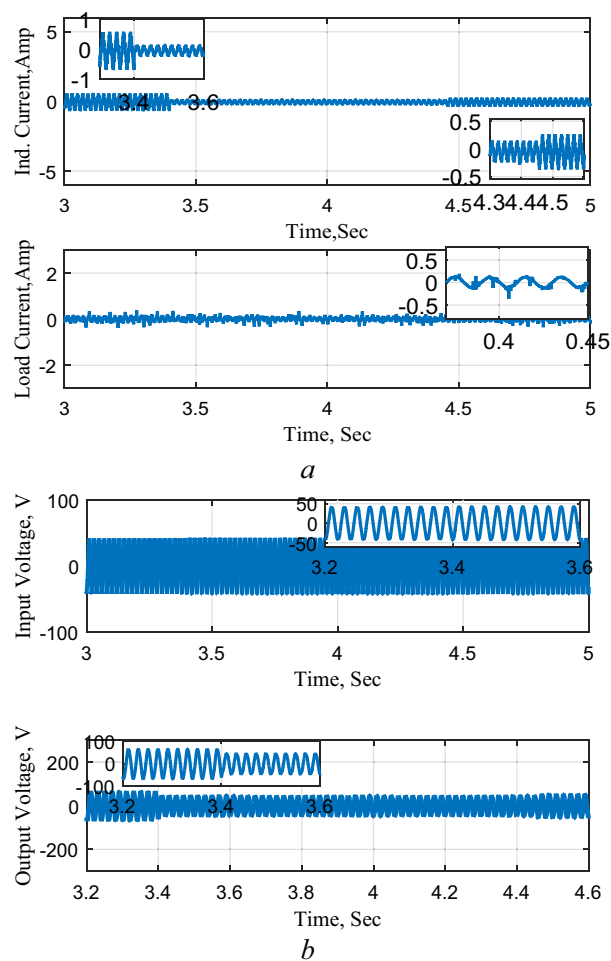 Ind. Current,Amp
5
0
-5
1
0
-1
3.4 3.6
0.5
0
-0.5
4.3 4.4 4.5
3 3.5 4 4.5 5
Time,Sec
Load Current,Amp
2
0
-2
0.5
0
-0.5
0.4 0.45
3 3.5 4 4.5 5
Time, Sec
a
Input Voltage, V
100
0
-100
50
0
-50
3.2 3.4 3.6
3 3.5 4 4.5 5
Time, Sec
Output Voltage, V
200
0
-200
100
0
-100
3.2 3.4 3.6
3.2 3.4 3.6 3.8 4 4.2 4.4 4.6
Time, Sec
b